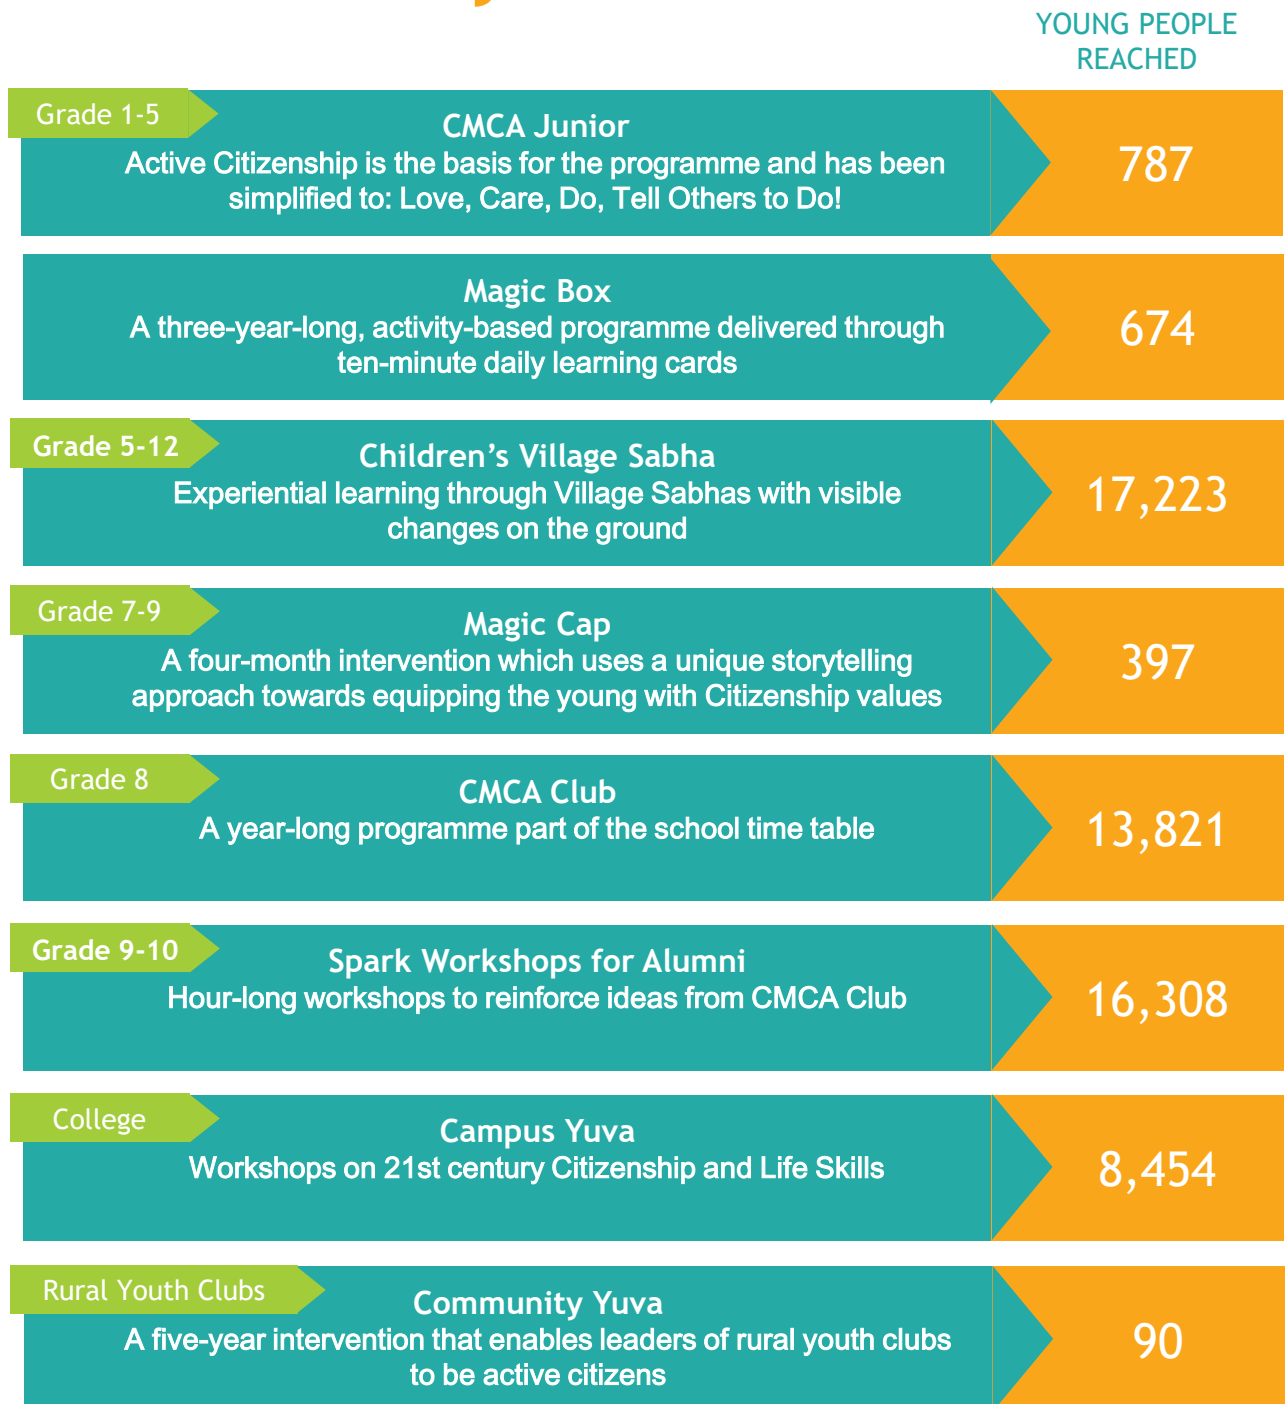 YOUNG PEOPLE
REACHED
Grade 1-5
CMCA Junior
Active Citizenship is the basis for the programme and has been
simplified to: Love, Care, Do, Tell Others to Do!
787
Magic Box
A three-year-long, activity-based programme delivered through
ten-minute daily learning cards
674
Grade 5-12
Children’s Village Sabha
Experiential learning through Village Sabhas with visible
changes on the ground
17,223
Grade 7-9
Magic Cap
A four-month intervention which uses a unique storytelling
approach towards equipping the young with Citizenship values
397
Grade 8
CMCA Club
A year-long programme part of the school time table
13,821
Grade 9-10
Spark Workshops for Alumni
Hour-long workshops to reinforce ideas from CMCA Club
16,308
College
Campus Yuva
Workshops on 21st century Citizenship and Life Skills
8,454
Rural Youth Clubs
Community Yuva
A five-year intervention that enables leaders of rural youth clubs
to be active citizens
90